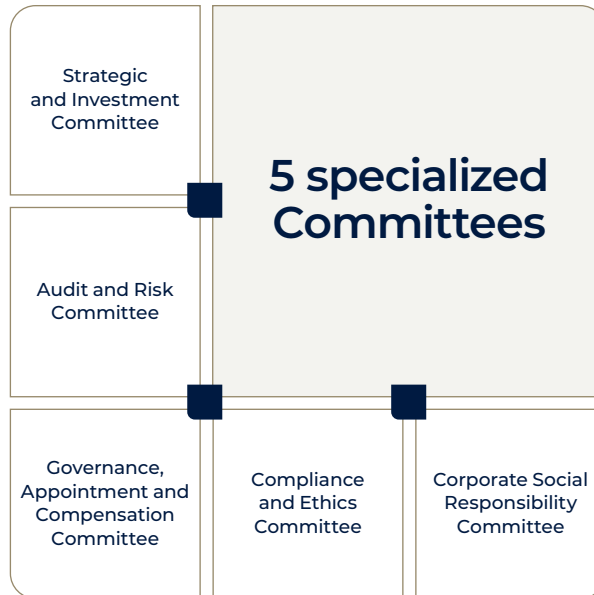 Strategic
and Investment
Committee
5 specialized
Committees
Audit and Risk
Committee
Governance,
Appointment and
Compensation
Committee
Compliance
and Ethics
Committee
Corporate Social
Responsibility
Committee